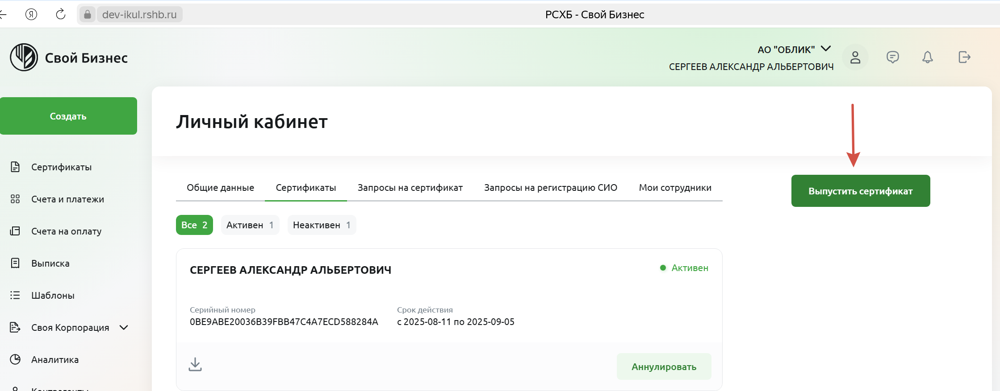 dev-ikul.rshb.ru
РСХБ - Свой Бизнес
Свой Бизнес
АО "ОБЛИК"
СЕРГЕЕВ АЛЕКСАНДР АЛЬБЕРТОВИЧ
Создать
Сертификаты
Счета и платежи
Счета на оплату
Выписка
Шаблоны
Своя Корпорация
Аналитика
Контрагенты
Личный кабинет
Общие данные Сертификаты Запросы на сертификат Запросы на регистрацию СИО Мои сотрудники
Выпустить сертификат
Все 2 Активен 1 Неактивен 1
СЕРГЕЕВ АЛЕКСАНДР АЛЬБЕРТОВИЧ
Активен
Серийный номер Срок действия
0BE9ABE20036B39FBB47C4A7ECD588284A с 2025-08-11 по 2025-09-05
Аннулировать